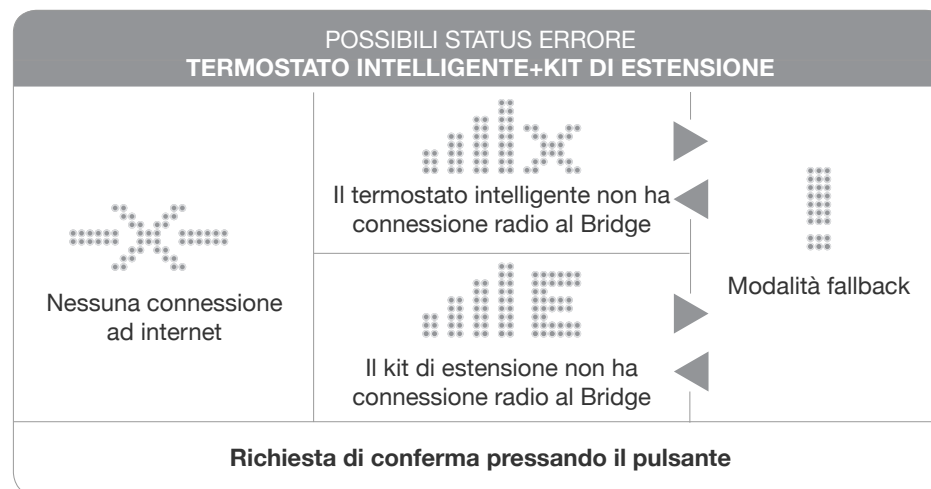 POSSIBILI STATUS ERRORE
TERMOSTATO INTELLIGENTE+KIT DI ESTENSIONE
X
Il termostato intelligente non ha
connessione radio al Bridge
Nessuna connessione
ad internet
E
Il kit di estensione non ha
connessione radio al Bridge
!
Modalità fallback
Richiesta di conferma pressando il pulsante